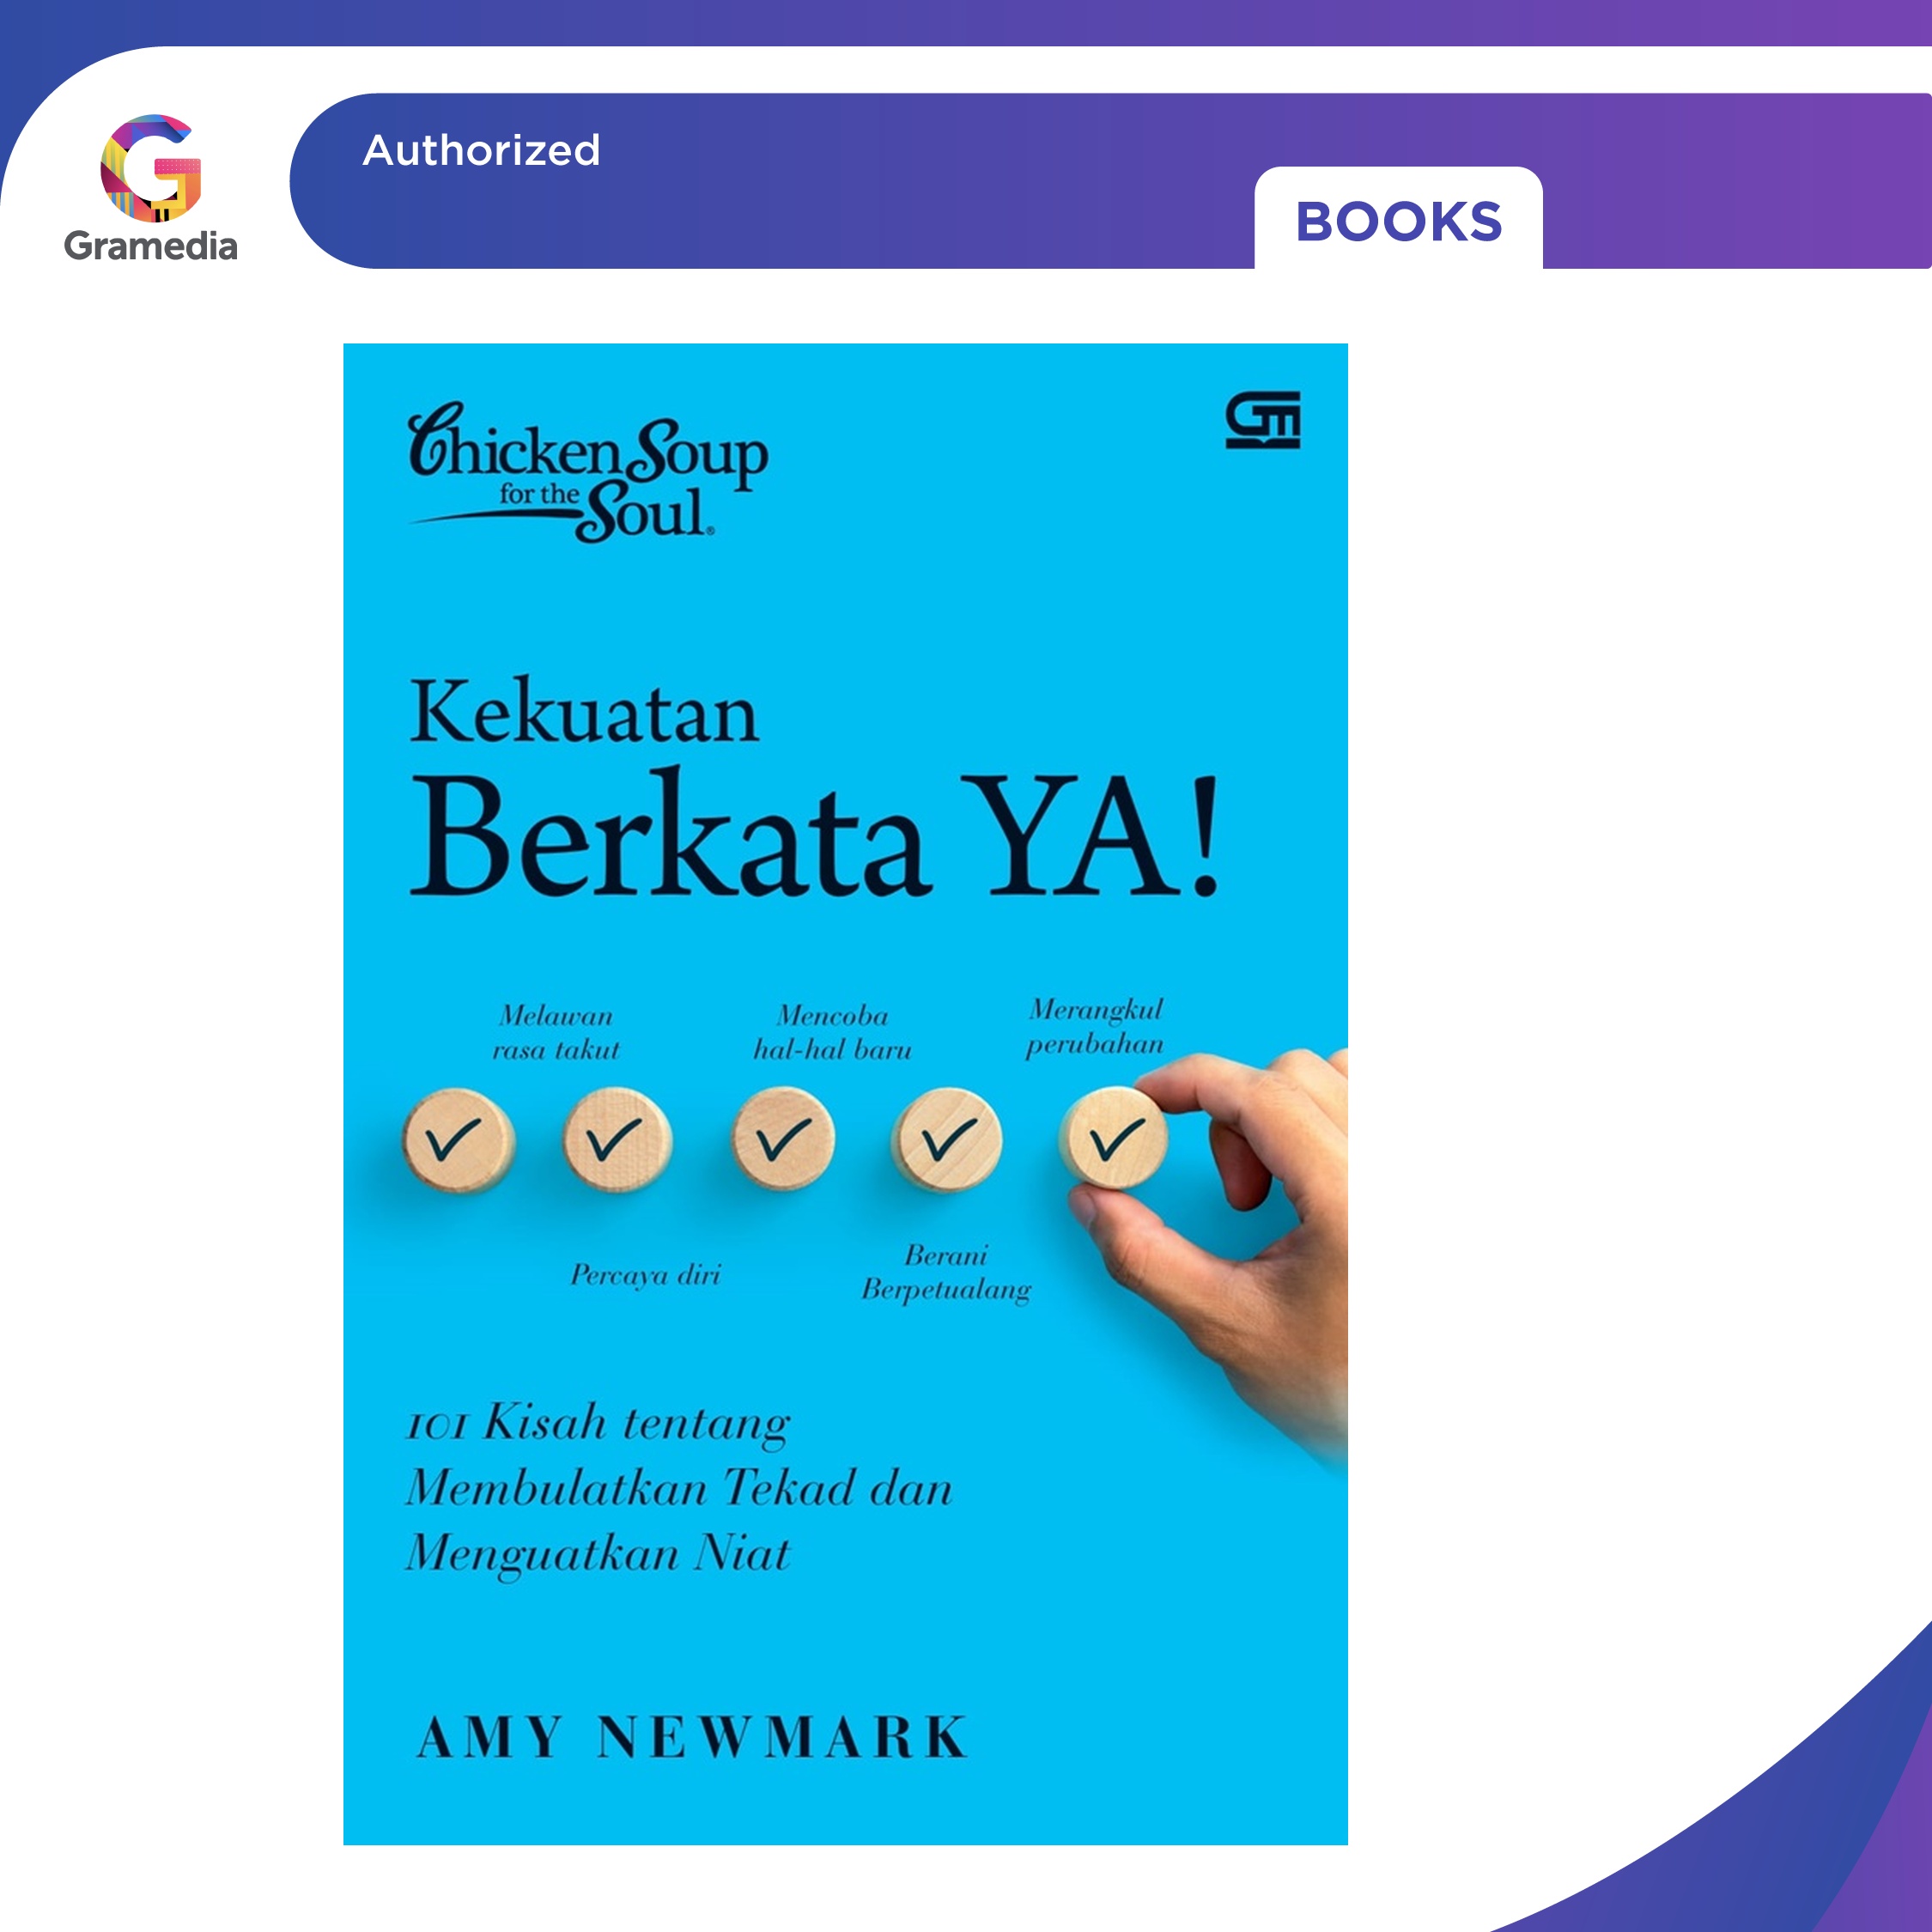 Gramedia
Authorized
BOOKS
Chicken Soup
for the
Soul®
GM
Kekuatan
Berkata YA!
Melawan
rasa takut
Mencoba
hal-hal baru
Merangkul
perubahan
Percaya diri
Berani
Berpetualang
101 Kisah tentang
Membulatkan Tekad dan
Menguatkan Niat
AMY NEWMARK